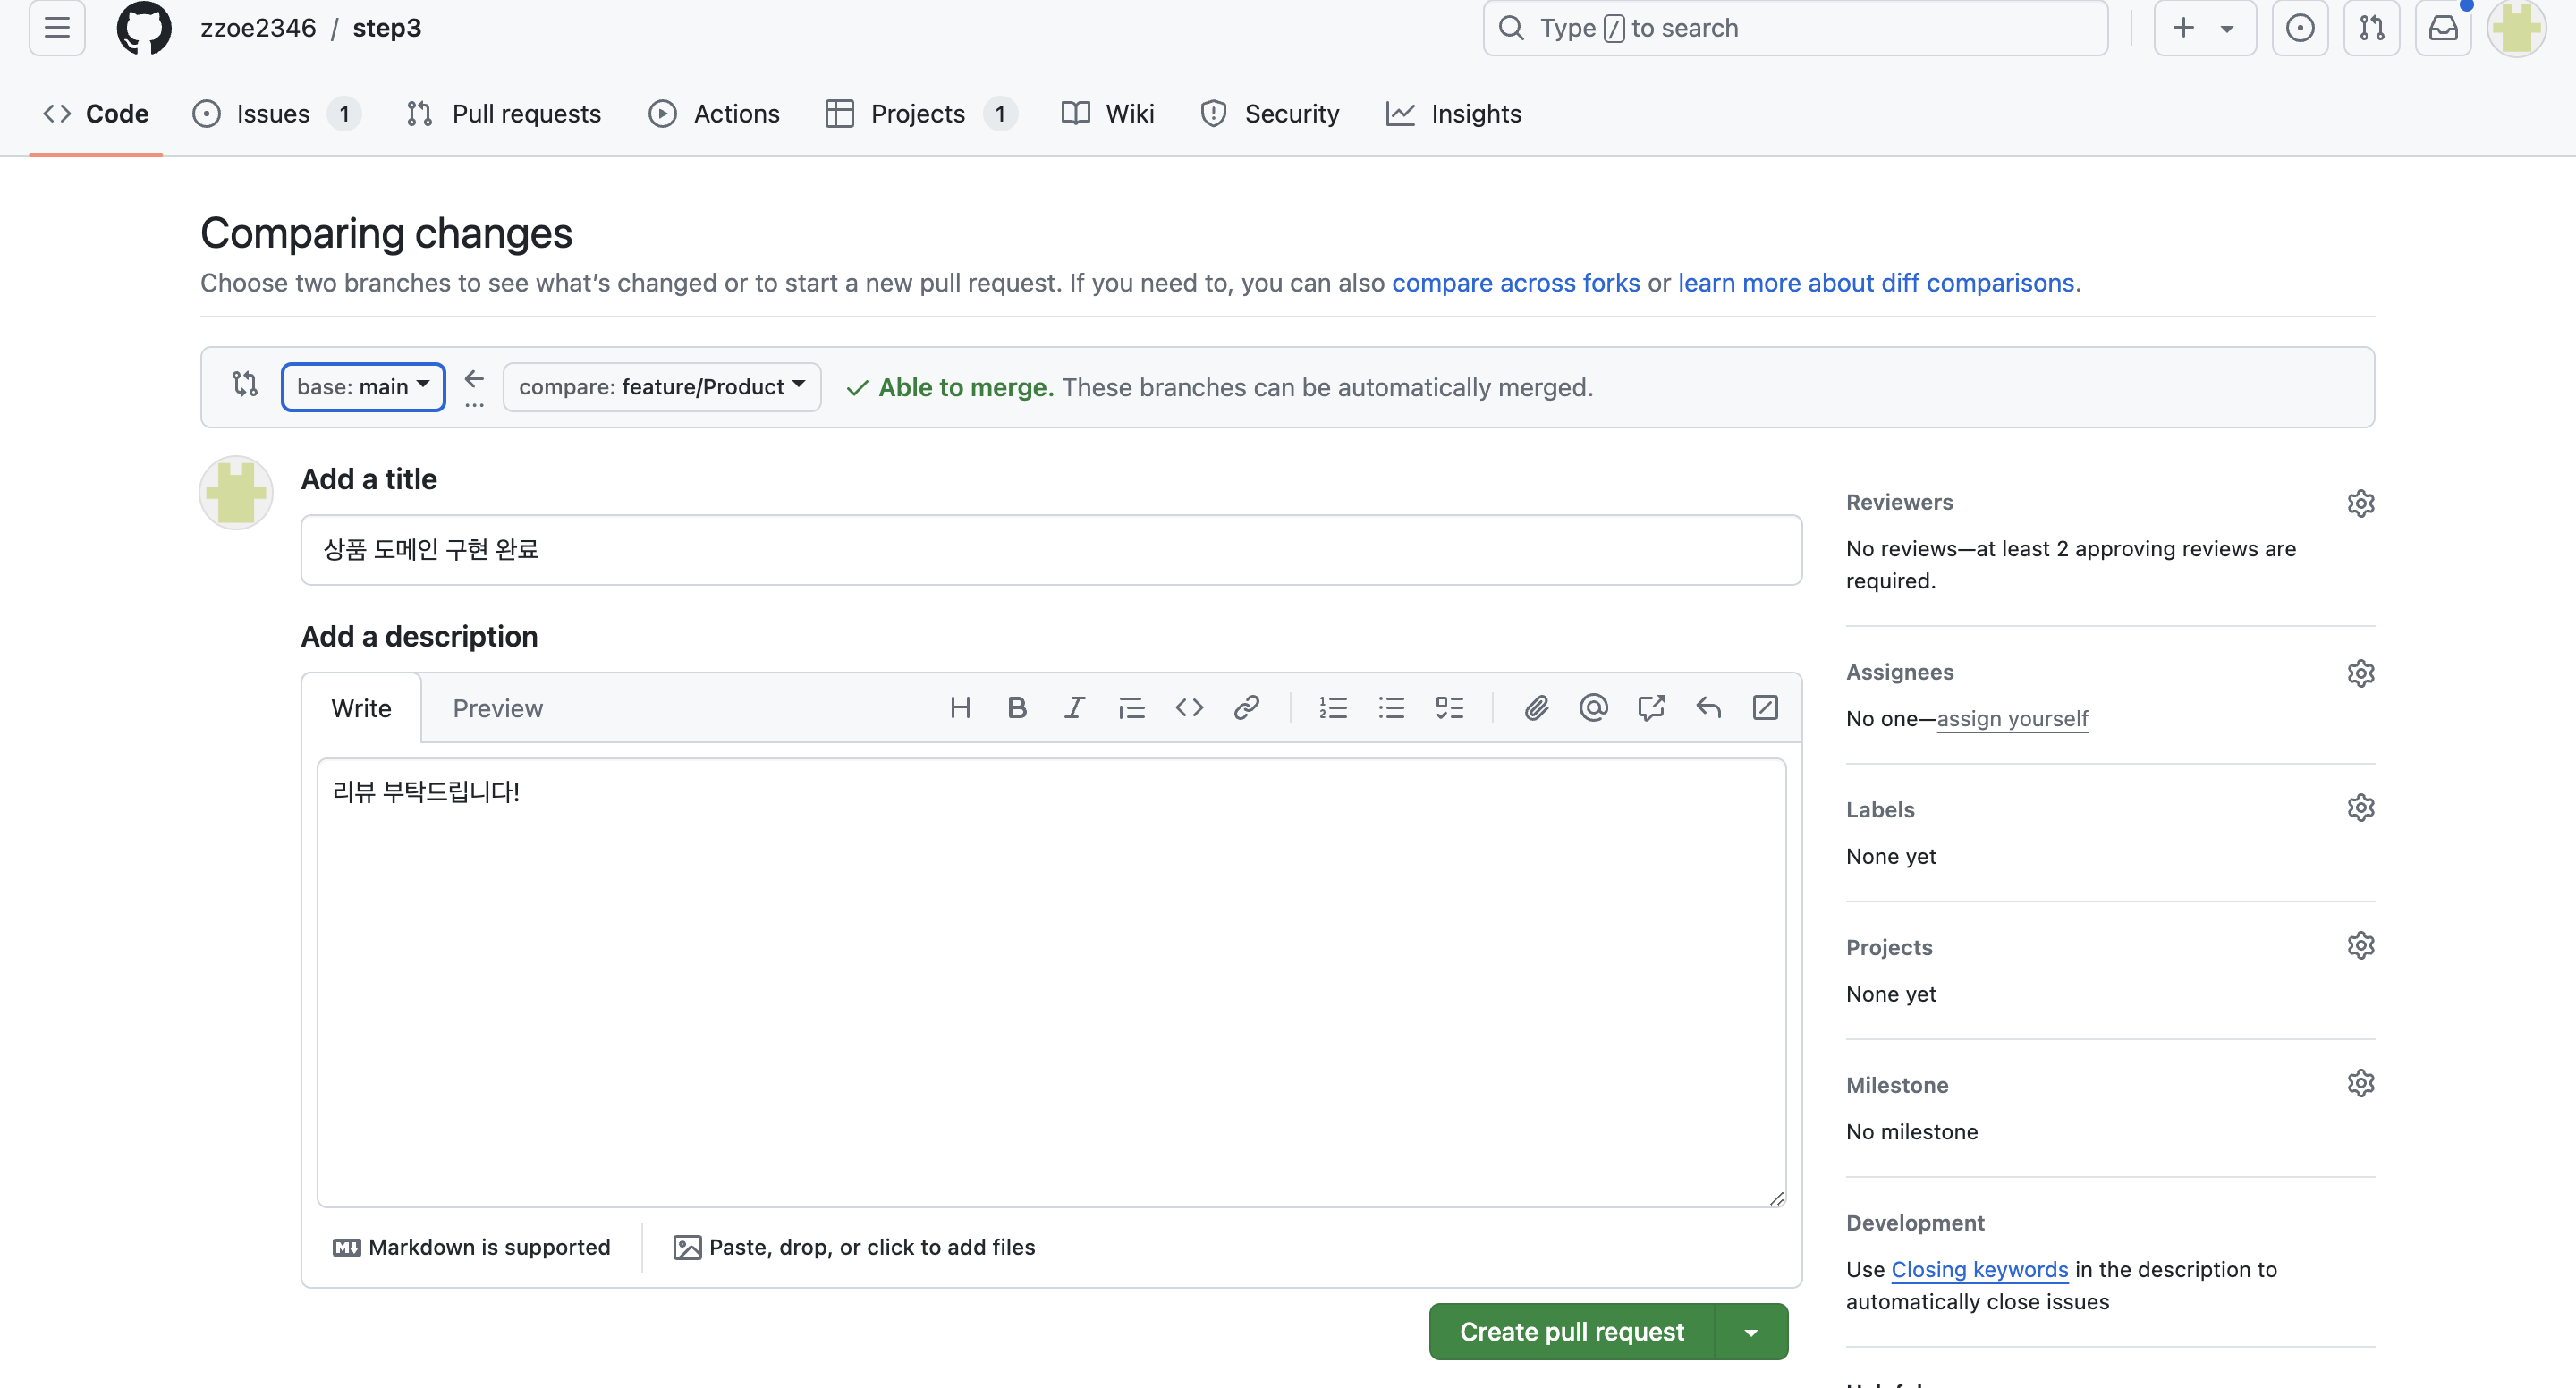 zzoe2346 / step3
Type / to search
Code
Issues 1
Pull requests
Actions
Projects 1
Wiki
Security
Insights
Comparing changes
Choose two branches to see what's changed or to start a new pull request. If you need to, you can also compare across forks or learn more about diff comparisons.
base: main
...
compare: feature/Product
Able to merge. These branches can be automatically merged.
Add a title
상품 도메인 구현 완료
Add a description
Write
Preview
리뷰 부탁드립니다!
Markdown is supported
Paste, drop, or click to add files
Create pull request
Reviewers
No reviews—at least 2 approving reviews are
required.
Assignees
No one—assign yourself
Labels
None yet
Projects
None yet
Milestone
No milestone
Development
Use Closing keywords in the description to
automatically close issues